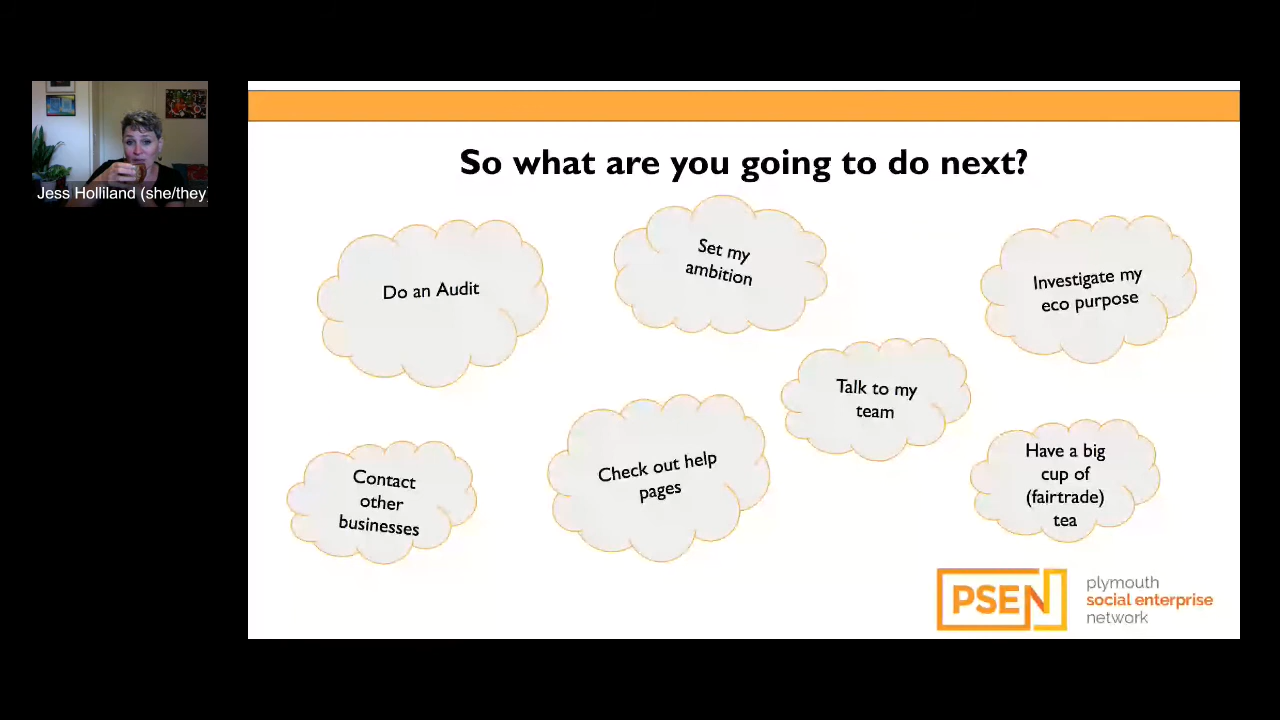 Jess Holliland (she/they
So what are you going to do next?
Do an Audit
Set my
ambition
Investigate my
eco purpose
Talk to my
team
Contact
other
businesses
Check out help
pages
Have a big
cup of
(fairtrade)
tea
PSEN
plymouth
social enterprise
network